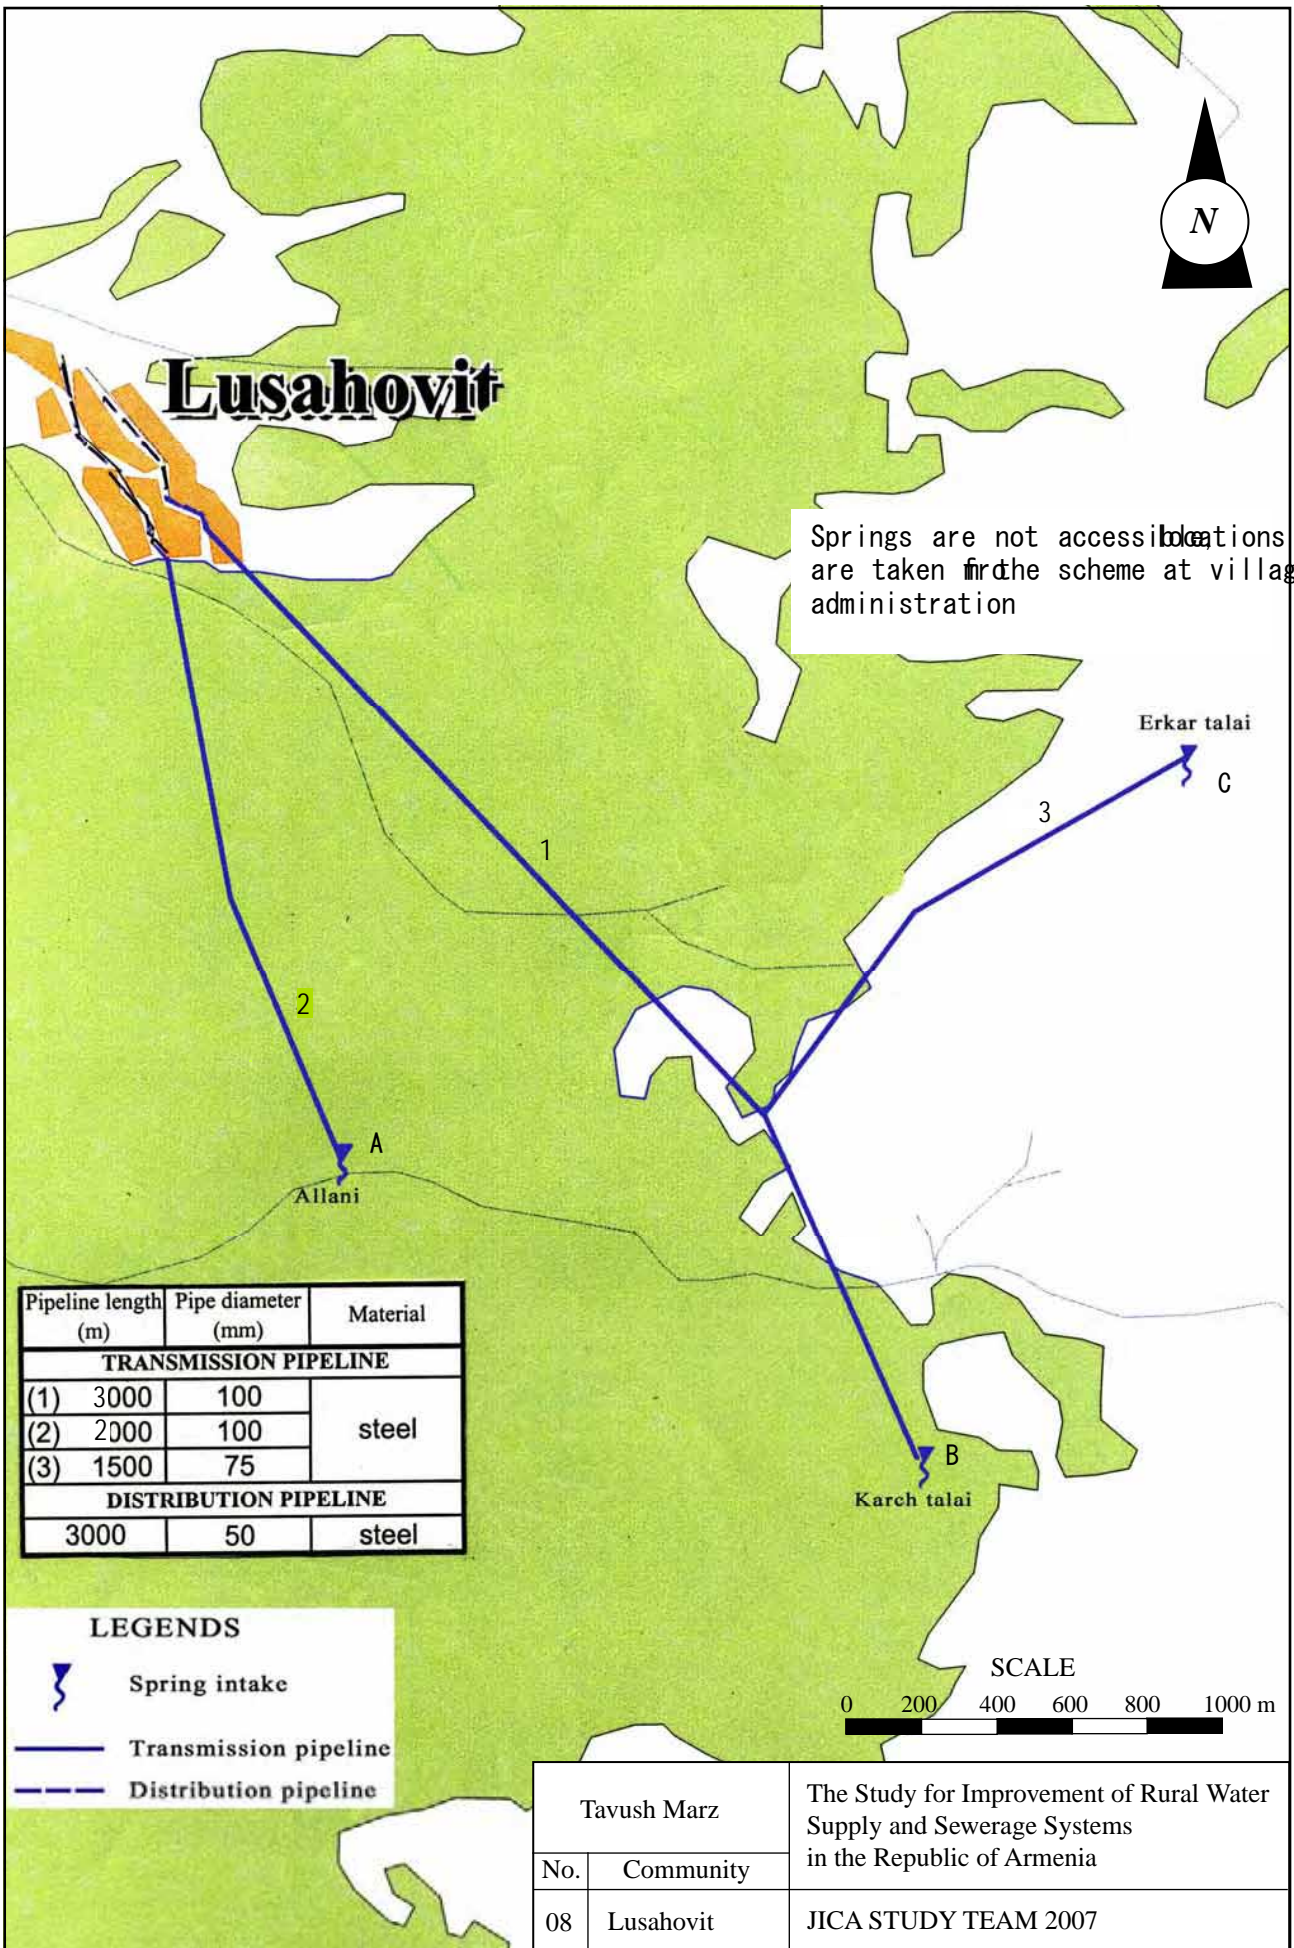 N
Lusahovit
Springs are not accessible, locations
are taken from the scheme at villag
administration
Erkar talai
C
3
1
2
A
Allani
B
Karch talai
Pipeline length (m) Pipe diameter (mm) Material
TRANSMISSION PIPELINE
(1) 3000 100 steel
(2) 2000 100
(3) 1500 75
DISTRIBUTION PIPELINE
3000 50 steel
LEGENDS
Spring intake
Transmission pipeline
Distribution pipeline
SCALE
0 200 400 600 800 1000 m
Tavush Marz
The Study for Improvement of Rural Water
Supply and Sewerage Systems
in the Republic of Armenia
No. Community
08 Lusahovit
JICA STUDY TEAM 2007